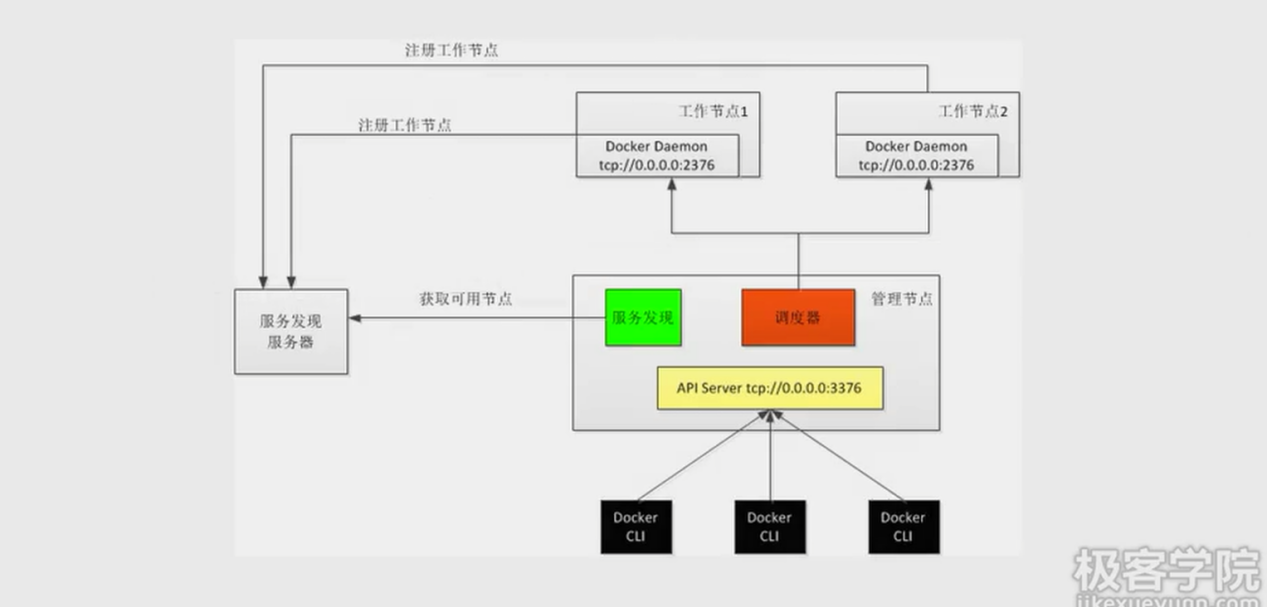 注册工作节点
注册工作节点
工作节点1
Docker Daemon
tcp://0.0.0.0:2376
工作节点2
Docker Daemon
tcp://0.0.0.0:2376
服务发现
服务器
获取可用节点
服务发现
调度器
管理节点
API Server tcp://0.0.0.0:3376
Docker
CLI
Docker
CLI
Docker
CLI
极客学院
jikexueyuan.com